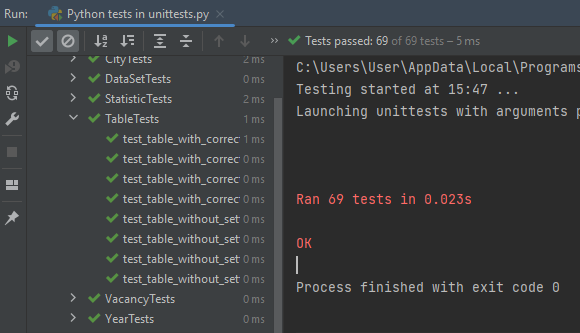 Run: Python tests in unittests.py
Tests passed: 69 of 69 tests – 5 ms
CityTests 2 ms
DataSetTests 0 ms
StatisticTests 2 ms
TableTests 1 ms
test_table_with_correc 1 ms
test_table_with_correc 0 ms
test_table_with_correc 0 ms
test_table_with_correc 0 ms
test_table_without_set 0 ms
test_table_without_set 0 ms
test_table_without_set 0 ms
test_table_without_set 0 ms
VacancyTests 0 ms
YearTests 0 ms
C:\Users\User\AppData\Local\Programs
Testing started at 15:47 ...
Launching unittests with arguments p
Ran 69 tests in 0.023s
OK
Process finished with exit code 0